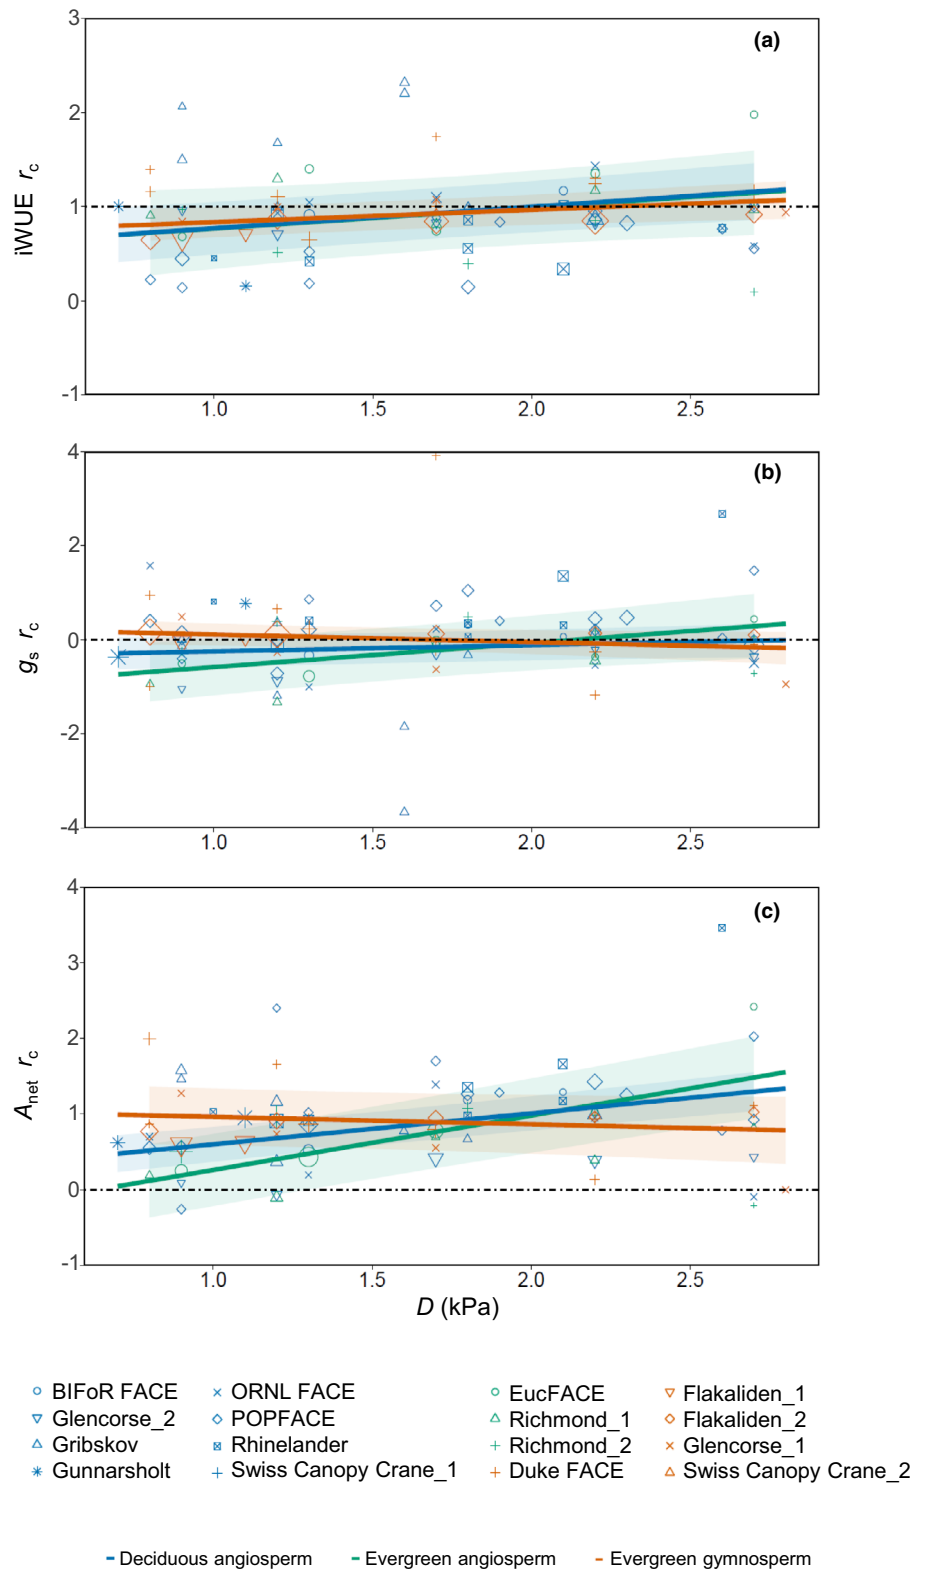 (a)
3
2
1
0
-1
iWUE rc
1.0 1.5 2.0 2.5
(b)
4
2
0
-2
-4
gs rc
1.0 1.5 2.0 2.5
(c)
4
3
2
1
0
-1
Anet rc
1.0 1.5 2.0 2.5
D (kPa)
BIFoR FACE ORNL FACE EucFACE Flakaliden_1
Glencorse_2 POPFACE Richmond_1 Flakaliden_2
Gribskov Rhinelander Richmond_2 Glencorse_1
Gunnarsholt Swiss Canopy Crane_1 Duke FACE Swiss Canopy Crane_2
Deciduous angiosperm Evergreen angiosperm Evergreen gymnosperm